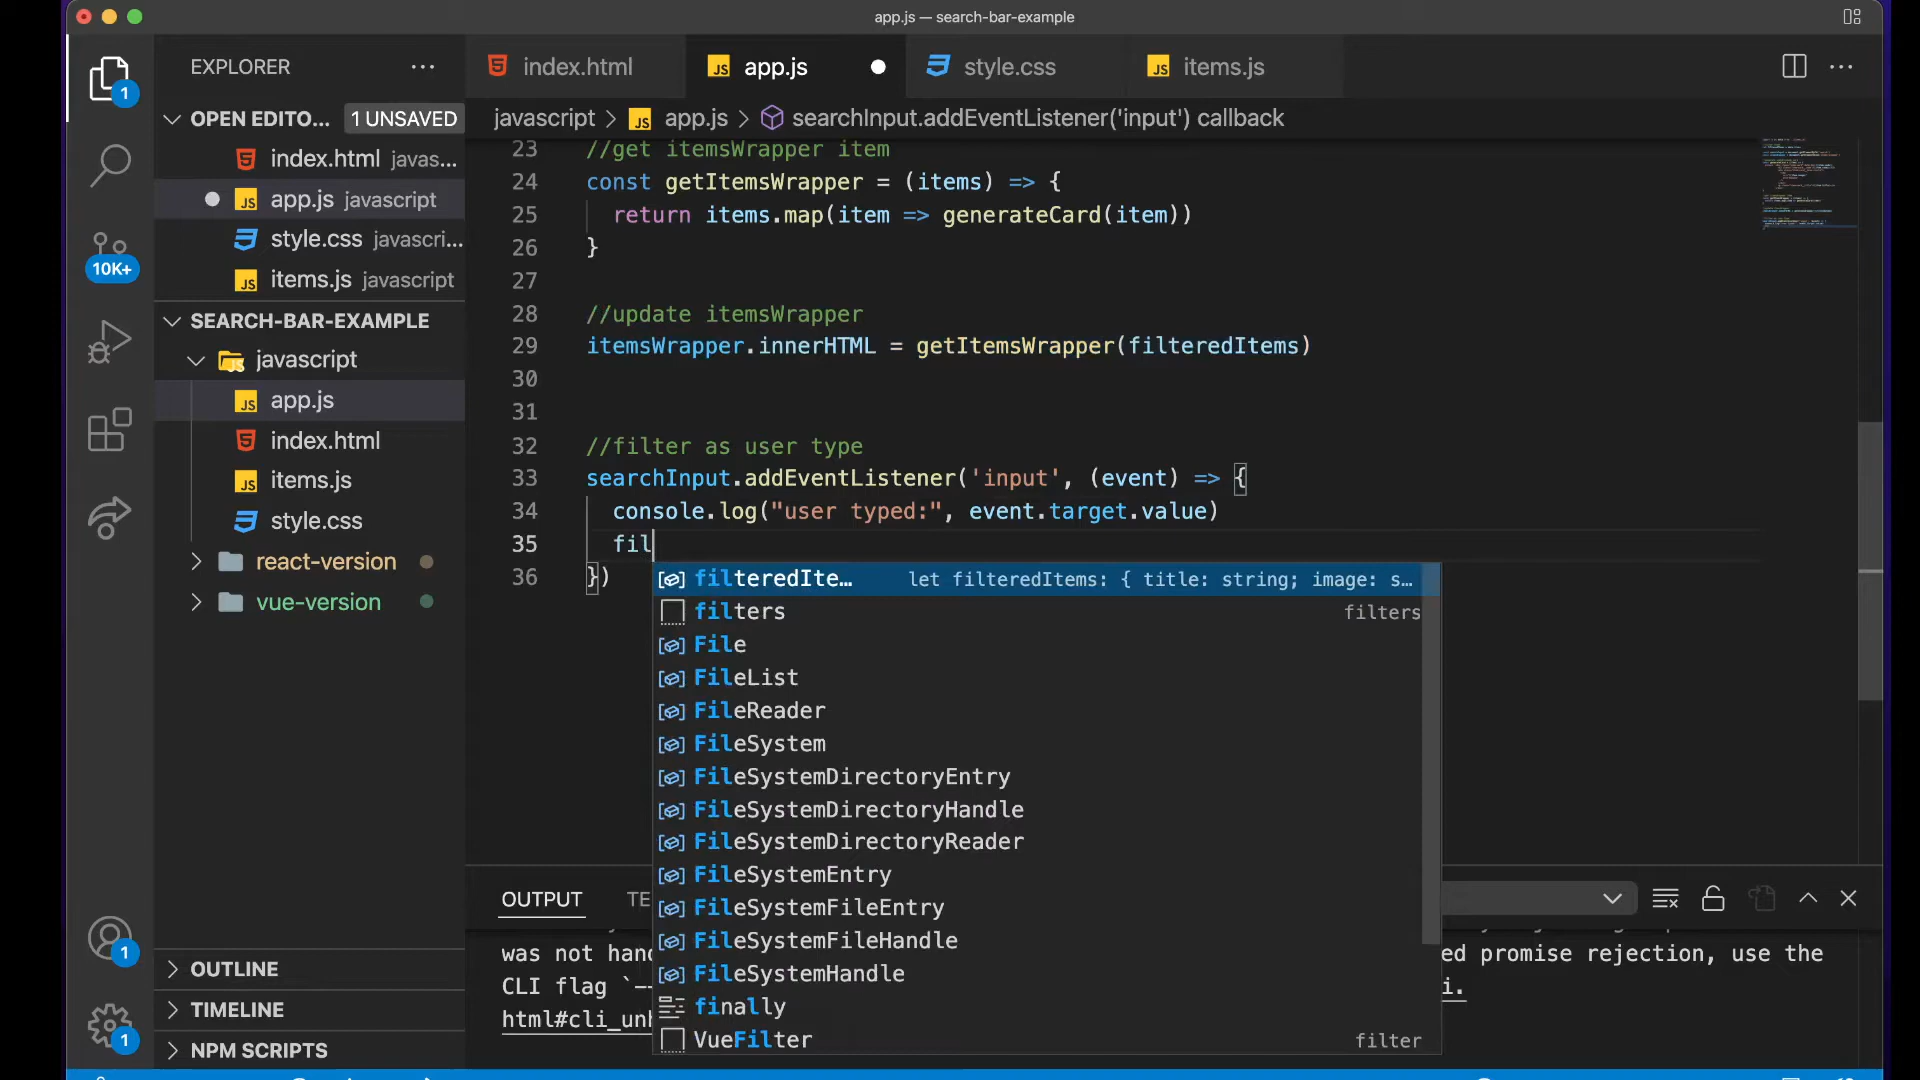 app.js — search-bar-example
EXPLORER
index.html
app.js
style.css
items.js
1
OPEN EDITO... 1 UNSAVED
javascript > app.js > searchInput.addEventListener('input') callback
index.html javas...
app.js javascript
style.css javascri...
items.js javascript
10K+
SEARCH-BAR-EXAMPLE
javascript
app.js
index.html
items.js
style.css
react-version
vue-version
23 //get itemsWrapper item
24 const getItemsWrapper = (items) => {
25 return items.map(item => generateCard(item))
26 }
27
28 //update itemsWrapper
29 itemsWrapper.innerHTML = getItemsWrapper(filteredItems)
30
31
32 //filter as user type
33 searchInput.addEventListener('input', (event) => {
34 console.log("user typed:", event.target.value)
35 fil
36 })
filteredIte... let filteredItems: { title: string; image: s...
filters filters
File
FileList
FileReader
FileSystem
FileSystemDirectoryEntry
FileSystemDirectoryHandle
FileSystemDirectoryReader
FileSystemEntry
FileSystemFileEntry
FileSystemFileHandle
FileSystemHandle
finally
VueFilter filter
OUTPUT TE
was not hand ed promise rejection, use the
CLI flag `-- i.
html#cli_unh
1
OUTLINE
TIMELINE
1
NPM SCRIPTS